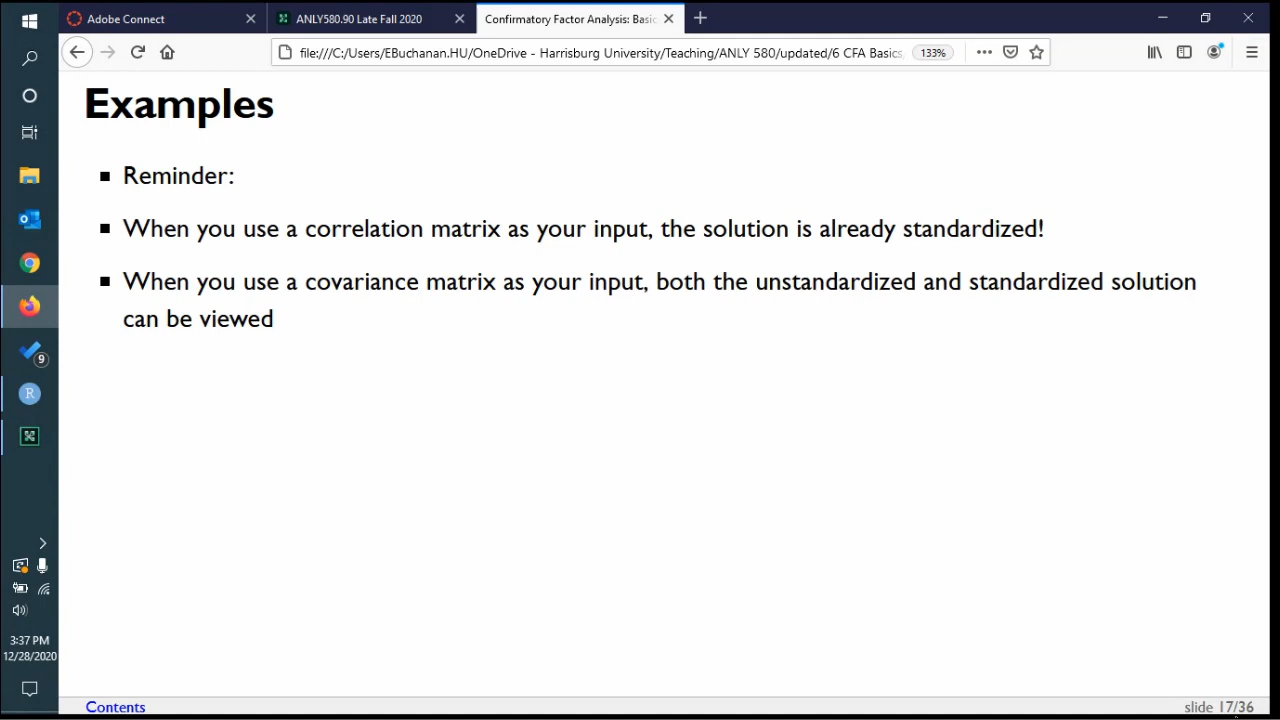 Adobe Connect
ANLY580.90 Late Fall 2020
Confirmatory Factor Analysis: Basic
file:///C:/Users/EBuchanan.HU/OneDrive - Harrisburg University/Teaching/ANLY 580/updated/6 CFA Basics.
133%
Examples
Reminder:
When you use a correlation matrix as your input, the solution is already standardized!
When you use a covariance matrix as your input, both the unstandardized and standardized solution
can be viewed
9
R
3:37 PM
12/28/2020
Contents
slide 17/36